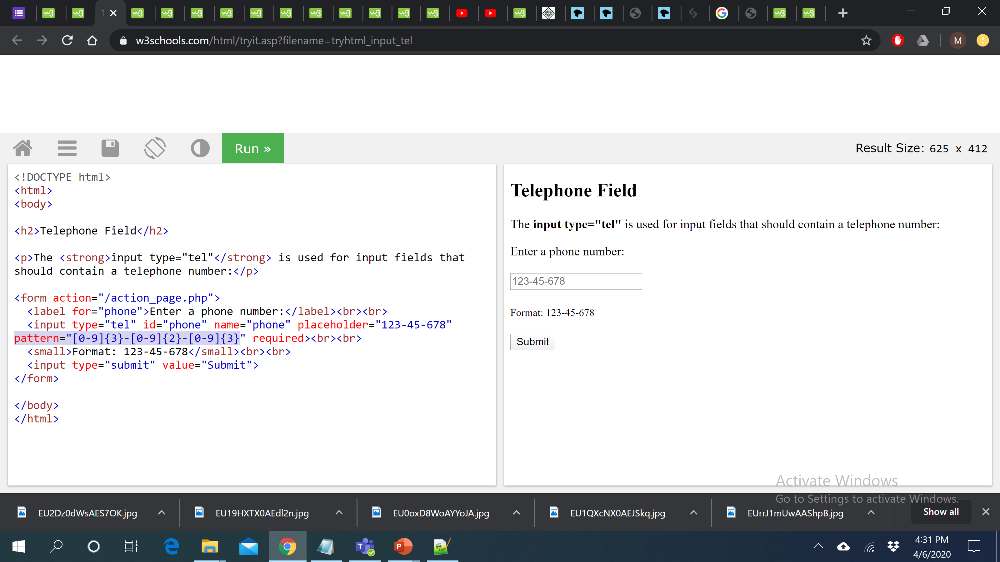 w3schools.com/html/tryit.asp?filename=tryhtml_input_tel
M
Run »
Result Size: 625 x 412
<!DOCTYPE html>
<html>
<body>
<h2>Telephone Field</h2>
<p>The <strong>input type="tel"</strong> is used for input fields that
should contain a telephone number:</p>
<form action="/action_page.php">
<label for="phone">Enter a phone number:</label><br><br>
<input type="tel" id="phone" name="phone" placeholder="123-45-678"
pattern="[0-9]{3}-[0-9]{2}-[0-9]{3}" required><br><br>
<small>Format: 123-45-678</small><br><br>
<input type="submit" value="Submit">
</form>
</body>
</html>
Telephone Field
The input type="tel" is used for input fields that should contain a telephone number:
Enter a phone number:
123-45-678
Format: 123-45-678
Submit
Activate Windows
Go to Settings to activate Windows.
EU2Dz0dWsAES7OK.jpg
EU19HXTX0AEdl2n.jpg
EU0oxD8WoAYYoJA.jpg
EU1QXcNX0AEJSkq.jpg
EUrrJ1mUwAAShpB.jpg
Show all
4:31 PM
4/6/2020